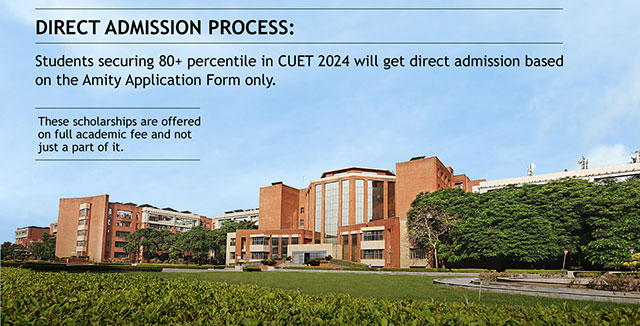 DIRECT ADMISSION PROCESS:
Students securing 80+ percentile in CUET 2024 will get direct admission based
on the Amity Application Form only.
These scholarships are offered
on full academic fee and not
just a part of it.